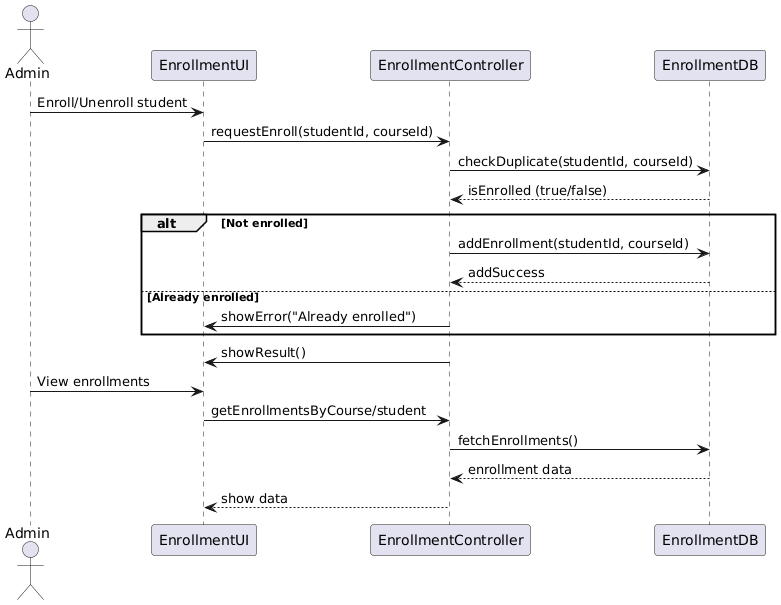 Admin
EnrollmentUI
EnrollmentController
EnrollmentDB
Enroll/Unenroll student
requestEnroll(studentId, courseId)
checkDuplicate(studentId, courseId)
isEnrolled (true/false)
alt
[Not enrolled]
addEnrollment(studentId, courseId)
addSuccess
[Already enrolled]
showError("Already enrolled")
showResult()
View enrollments
getEnrollmentsByCourse/student
fetchEnrollments()
enrollment data
show data
Admin
EnrollmentUI
EnrollmentController
EnrollmentDB